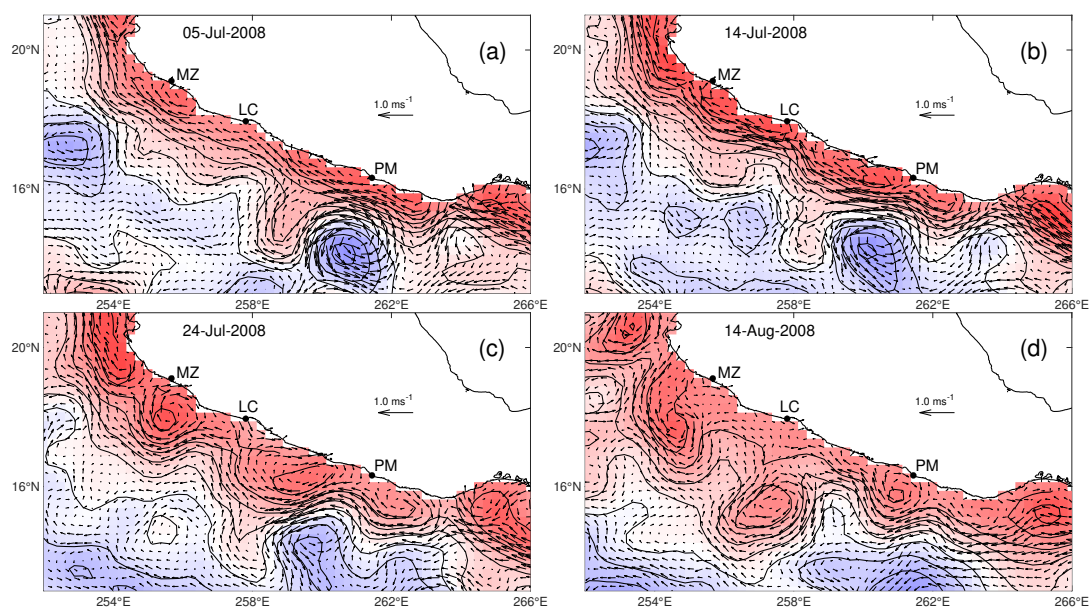 05-Jul-2008 (a)
20°N
MZ
LC
1.0 ms⁻¹
PM
16°N
254°E 258°E 262°E 266°E
14-Jul-2008 (b)
20°N
MZ
LC
1.0 ms⁻¹
PM
16°N
254°E 258°E 262°E 266°E
24-Jul-2008 (c)
20°N
MZ
LC
1.0 ms⁻¹
PM
16°N
254°E 258°E 262°E 266°E
14-Aug-2008 (d)
20°N
MZ
LC
1.0 ms⁻¹
PM
16°N
254°E 258°E 262°E 266°E